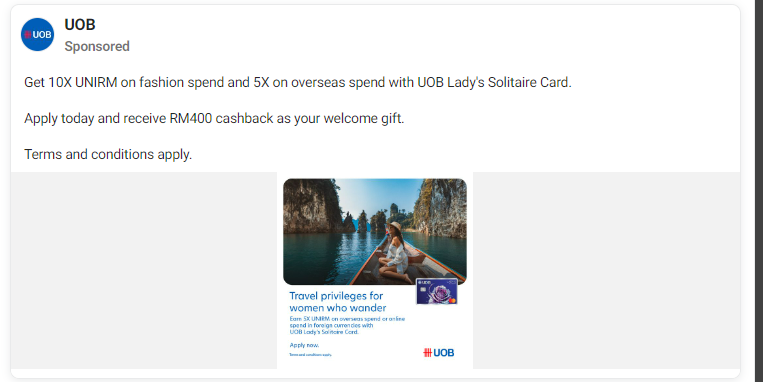 UOB
UOB
Sponsored
Get 10X UNIRM on fashion spend and 5X on overseas spend with UOB Lady's Solitaire Card.
Apply today and receive RM400 cashback as your welcome gift.
Terms and conditions apply.
UOB
Travel privileges for
women who wander
Earn 5X UNIRM on overseas spend or online
spend in foreign currencies with
UOB Lady's Solitaire Card.
Apply now.
Terms and conditions apply.
UOB